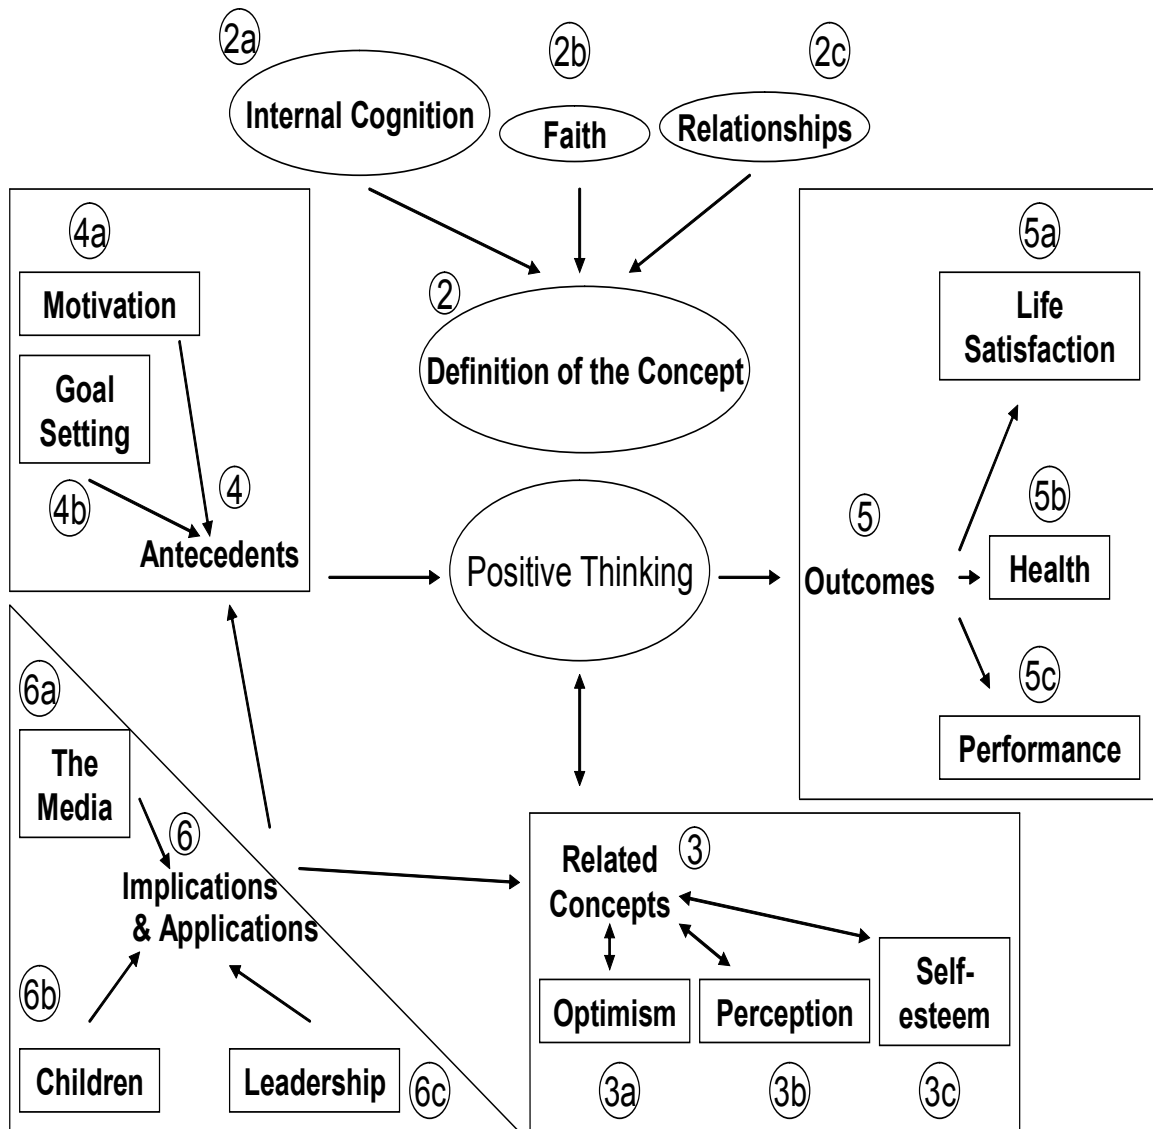 2a
2b
2c
Internal Cognition
Faith
Relationships
4a
Motivation
Goal
Setting
4b
4
Antecedents
2
Definition of the Concept
Positive Thinking
5a
Life
Satisfaction
5
Outcomes
5b
Health
5c
Performance
6a
The
Media
6
Implications
& Applications
6b
Children
Leadership
6c
Related
Concepts
3
Optimism
Perception
Self-
esteem
3a
3b
3c